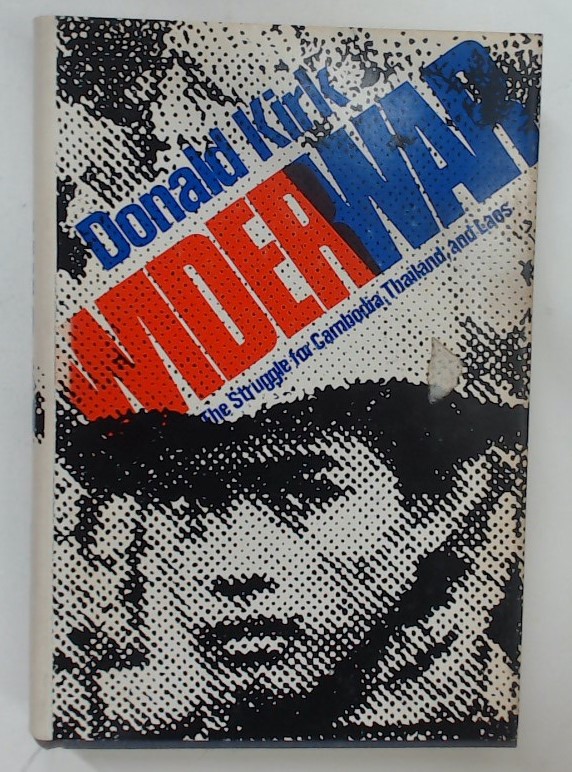 Donald Kirk
WIDER WAR
The Struggle for Cambodia, Thailand, and Laos